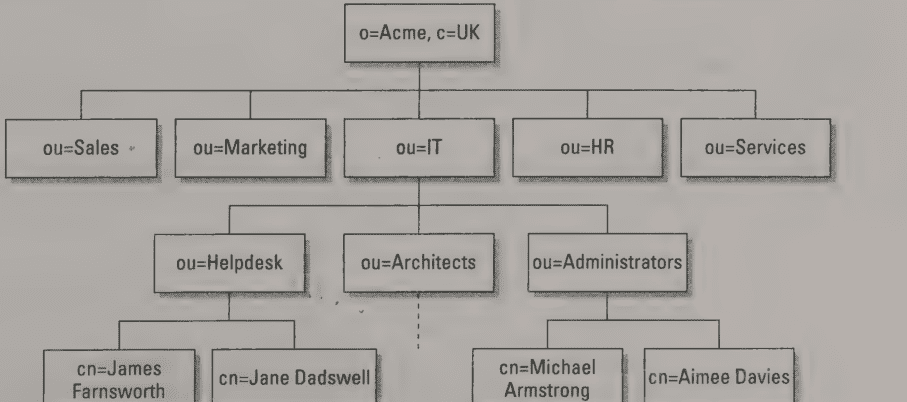 o=Acme, c=UK
ou=Sales
ou=Marketing
ou=IT
ou=HR
ou=Services
ou=Helpdesk
ou=Architects
ou=Administrators
cn=James
Farnsworth
cn=Jane Dadswell
cn=Michael
Armstrong
cn=Aimee Davies